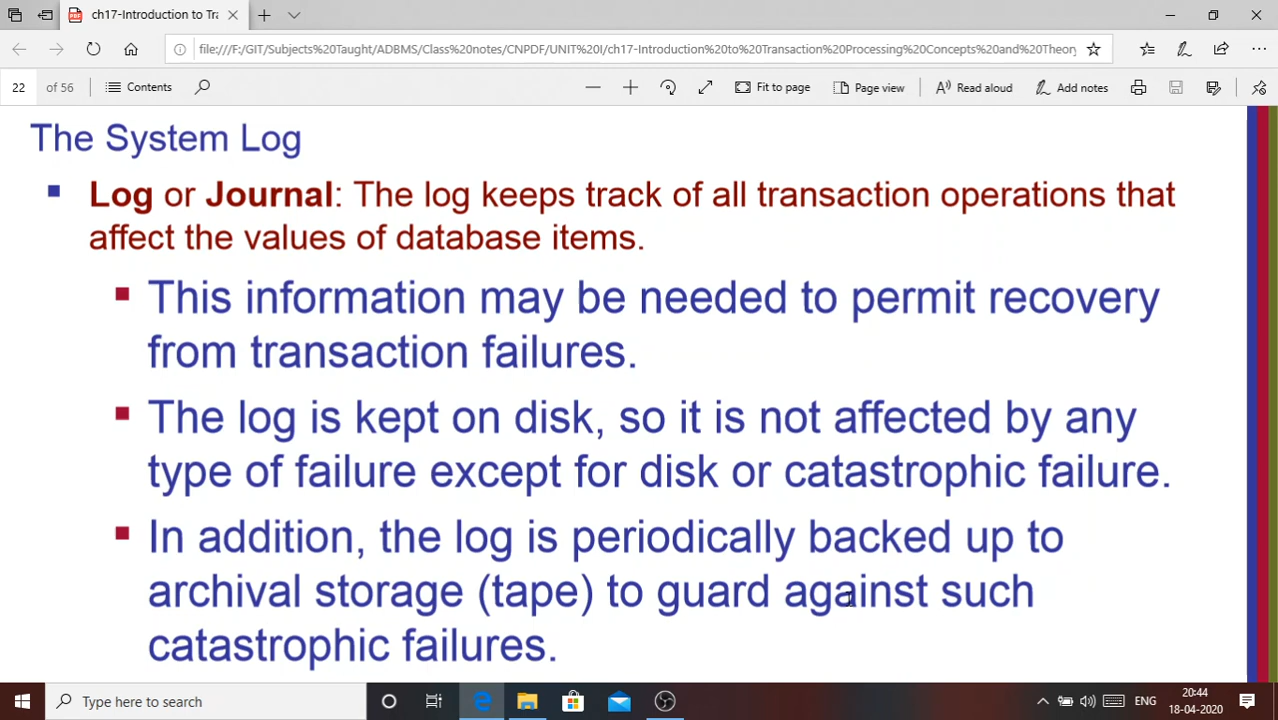 ch17-Introduction to Tra
file:///F:/GIT/Subjects%20Taught/ADBMS/Class%20notes/CNPDF/UNIT%20I/ch17-Introduction%20to%20Transaction%20Processing%20Concepts%20and%20Theory
22 of 56 Contents Fit to page Page view Read aloud Add notes
The System Log
Log or Journal: The log keeps track of all transaction operations that
affect the values of database items.
This information may be needed to permit recovery
from transaction failures.
The log is kept on disk, so it is not affected by any
type of failure except for disk or catastrophic failure.
In addition, the log is periodically backed up to
archival storage (tape) to guard against such
catastrophic failures.
Type here to search
ENG
20:44
18-04-2020